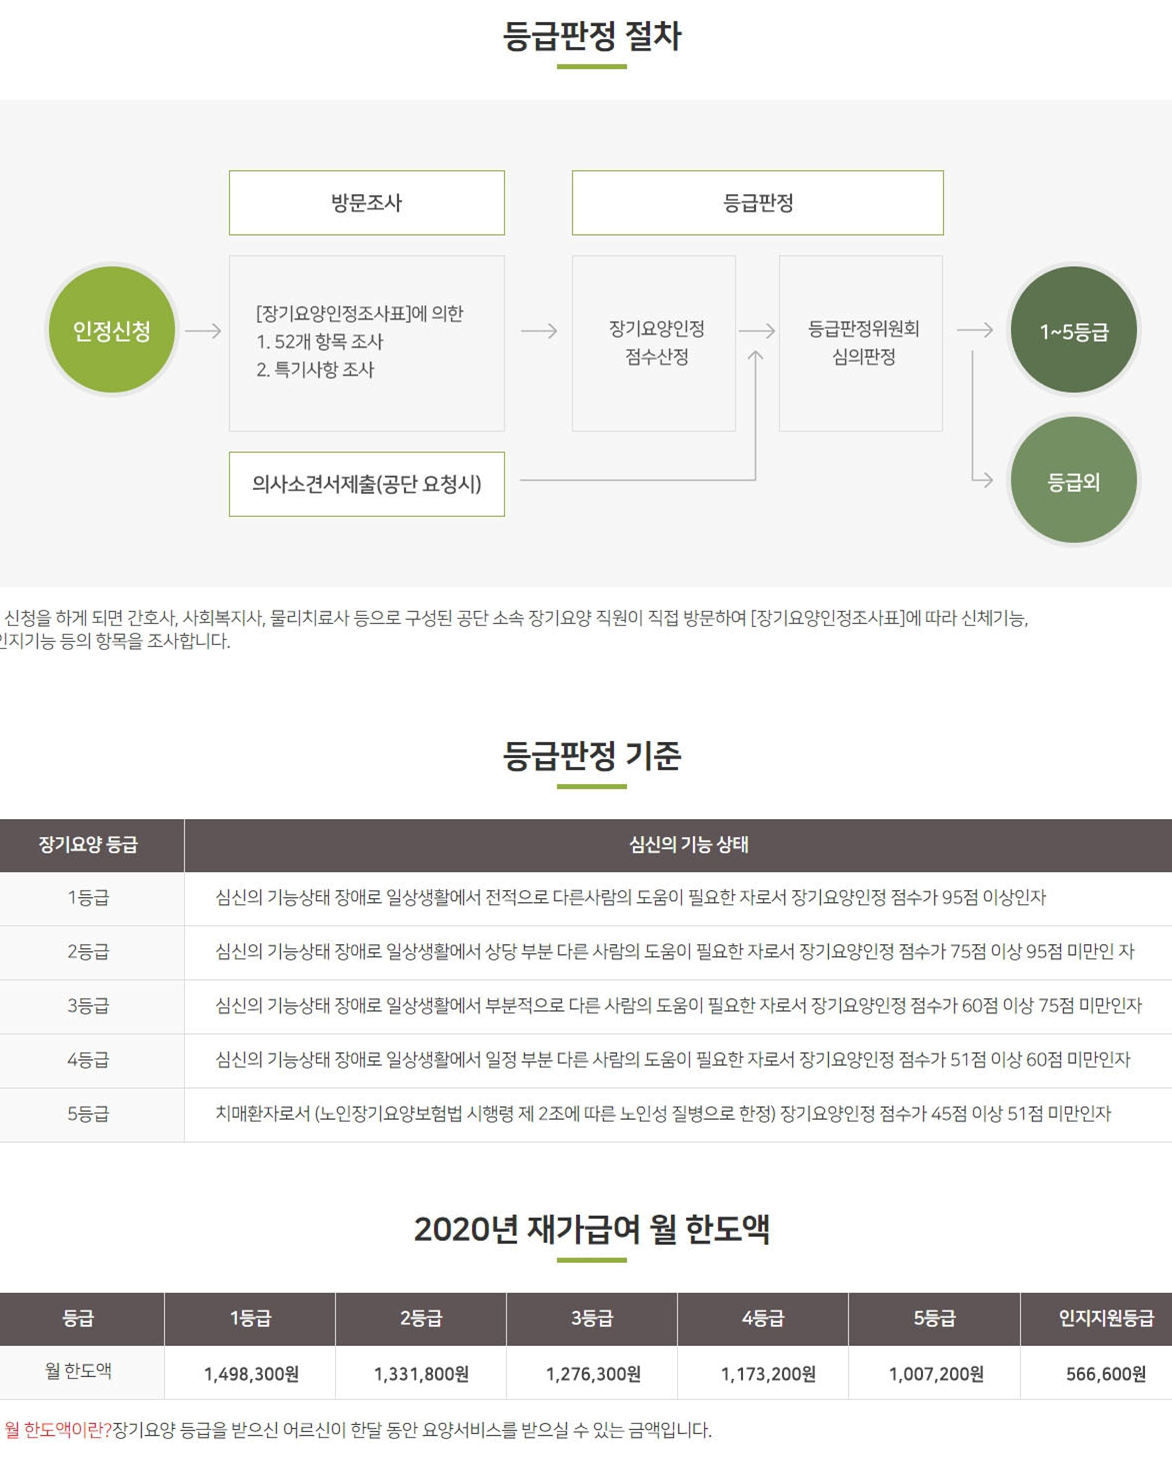 등급판정 절차
방문조사
등급판정
인정신청
[장기요양인정조사표]에 의한
1. 52개 항목 조사
2. 특기사항 조사
장기요양인정
점수산정
등급판정위원회
심의판정
1~5등급
의사소견서제출(공단 요청시)
등급외
신청을 하게 되면 간호사, 사회복지사, 물리치료사 등으로 구성된 공단 소속 장기요양 직원이 직접 방문하여 [장기요양인정조사표]에 따라 신체기능,
인지기능 등의 항목을 조사합니다.
등급판정 기준
장기요양 등급 심신의 기능 상태
1등급 심신의 기능상태 장애로 일상생활에서 전적으로 다른사람의 도움이 필요한 자로서 장기요양인정 점수가 95점 이상인자
2등급 심신의 기능상태 장애로 일상생활에서 상당 부분 다른 사람의 도움이 필요한 자로서 장기요양인정 점수가 75점 이상 95점 미만인 자
3등급 심신의 기능상태 장애로 일상생활에서 부분적으로 다른 사람의 도움이 필요한 자로서 장기요양인정 점수가 60점 이상 75점 미만인자
4등급 심신의 기능상태 장애로 일상생활에서 일정 부분 다른 사람의 도움이 필요한 자로서 장기요양인정 점수가 51점 이상 60점 미만인자
5등급 치매환자로서 (노인장기요양보험법 시행령 제 2조에 따른 노인성 질병으로 한정) 장기요양인정 점수가 45점 이상 51점 미만인자
2020년 재가급여 월 한도액
등급 1등급 2등급 3등급 4등급 5등급 인지지원등급
월 한도액 1,498,300원 1,331,800원 1,276,300원 1,173,200원 1,007,200원 566,600원
월 한도액이란?장기요양 등급을 받으신 어르신이 한달 동안 요양서비스를 받으실 수 있는 금액입니다.